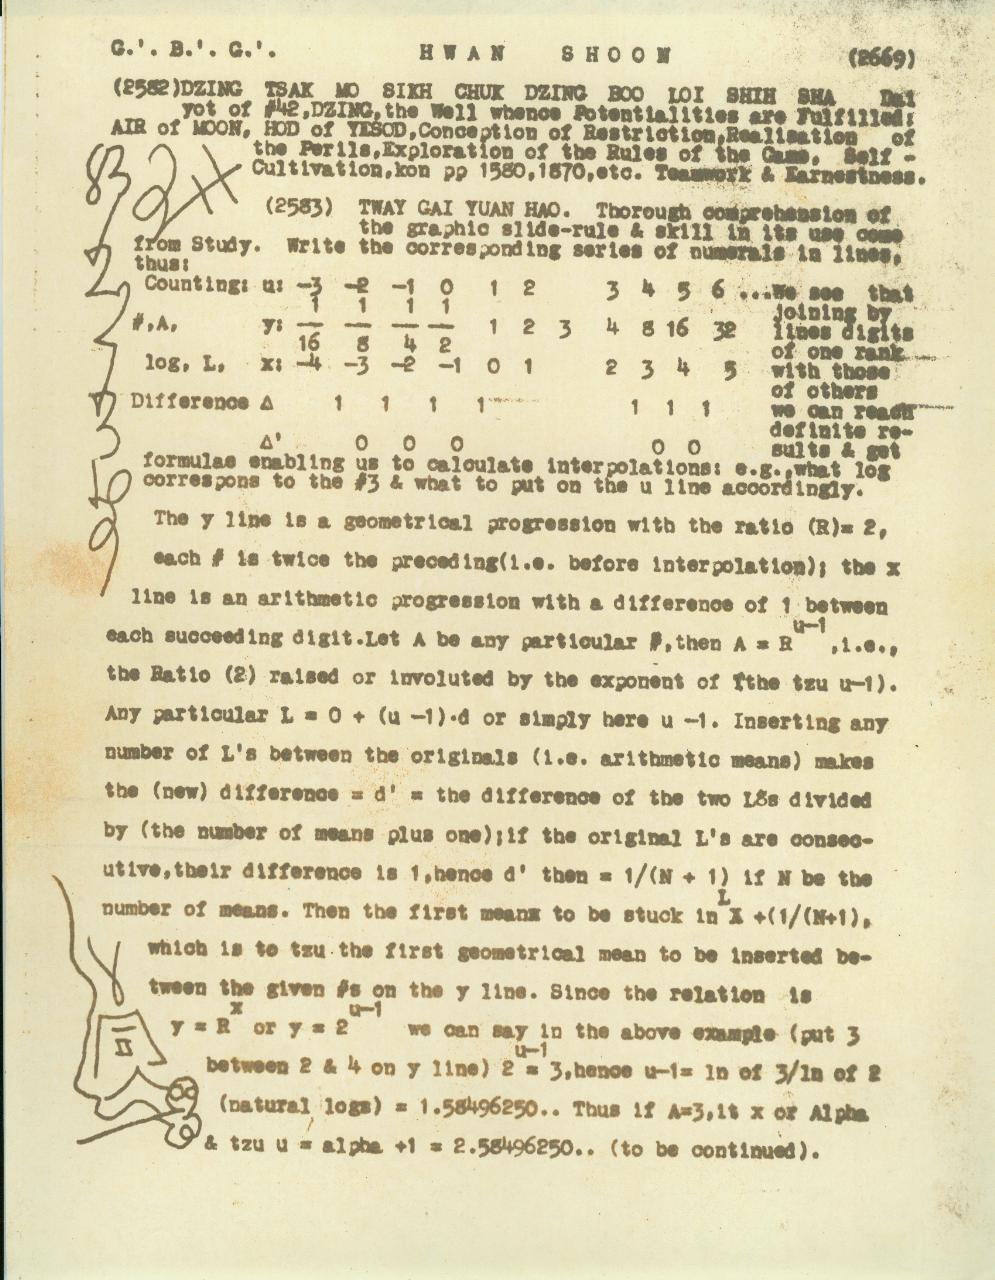 G.'. B.'. G.'. HWAN SHOON (2669)
(2582)DZING TSAK MO SIKH CHUK DZING BOO LOI SHIH SHA Dai
yot of #42,DZING,the Well whence Potentialities are Fulfilled;
AIR of MOON, HOD of YESOD,Conception of Restriction,Realisation of
the Perils,Exploration of the Rules of the Game, Self -
Cultivation,kon pp 1580,1870,etc. Teamwork & Earnestness.
(2583) TWAY GAI YUAN HAO. Thorough comprehension of
the graphic slide-rule & skill in its use come
from Study. Write the corresponding series of numerals in lines,
thus:
Counting: u: -3 -2 -1 0 1 2 3 4 5 6 ...We see that
joining by
#,A, y: 1/16 1/8 1/4 1/2 1 2 3 4 8 16 32 lines digits
of one rank
log, L, x: -4 -3 -2 -1 0 1 2 3 4 5 with those
of others
Difference Δ 1 1 1 1 1 1 1 we can reach
definite re-
Δ' 0 0 0 0 0 sults & get
formulae enabling us to calculate interpolations: e.g.,what log
correspons to the #3 & what to put on the u line accordingly.
The y line is a geometrical progression with the ratio (R)= 2,
each # is twice the preceding(i.e. before interpolation); the x
line is an arithmetic progression with a difference of 1 between
each succeeding digit.Let A be any particular #,then A = R^u-1 ,i.e.,
the Ratio (2) raised or involuted by the exponent of (the tzu u-1).
Any particular L = 0 + (u -1)·d or simply here u -1. Inserting any
number of L's between the originals (i.e. arithmetic means) makes
the (new) difference = d' = the difference of the two L's divided
by (the number of means plus one);if the original L's are consec-
utive,their difference is 1,hence d' then = 1/(N + 1) if N be the
number of means. Then the first mean to be stuck in L +(1/(N+1),
which is to tzu the first geometrical mean to be inserted be-
tween the given #s on the y line. Since the relation is
y = R^x or y = 2^u-1 we can say in the above example (put 3
between 2 & 4 on y line) 2^u-1 = 3,hence u-1= ln of 3/ln of 2
(natural logs) = 1.58496250.. Thus if A=3,it x or Alpha
& tzu u = alpha +1 = 2.58496250.. (to be continued).